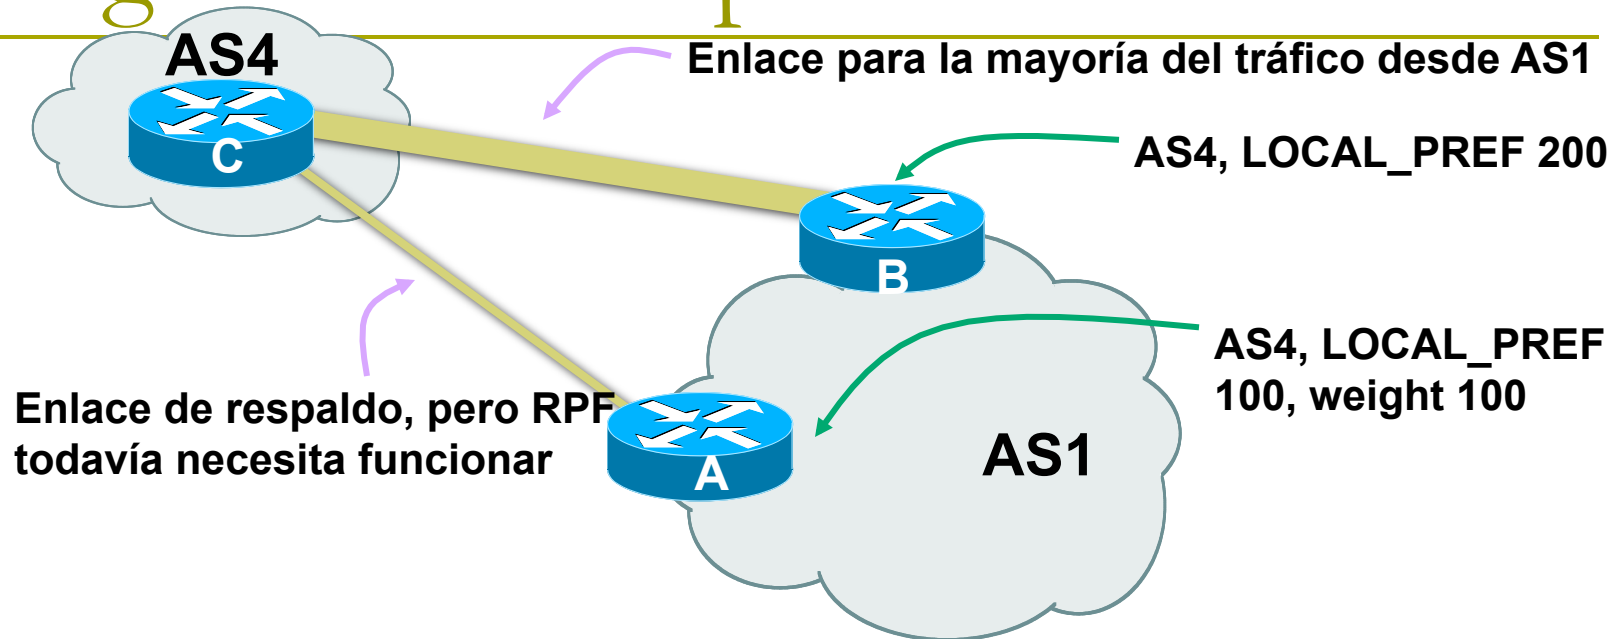 AS4
Enlace para la mayoría del tráfico desde AS1
C
AS4, LOCAL_PREF 200
B
AS4, LOCAL_PREF
100, weight 100
Enlace de respaldo, pero RPF
todavía necesita funcionar
A
AS1